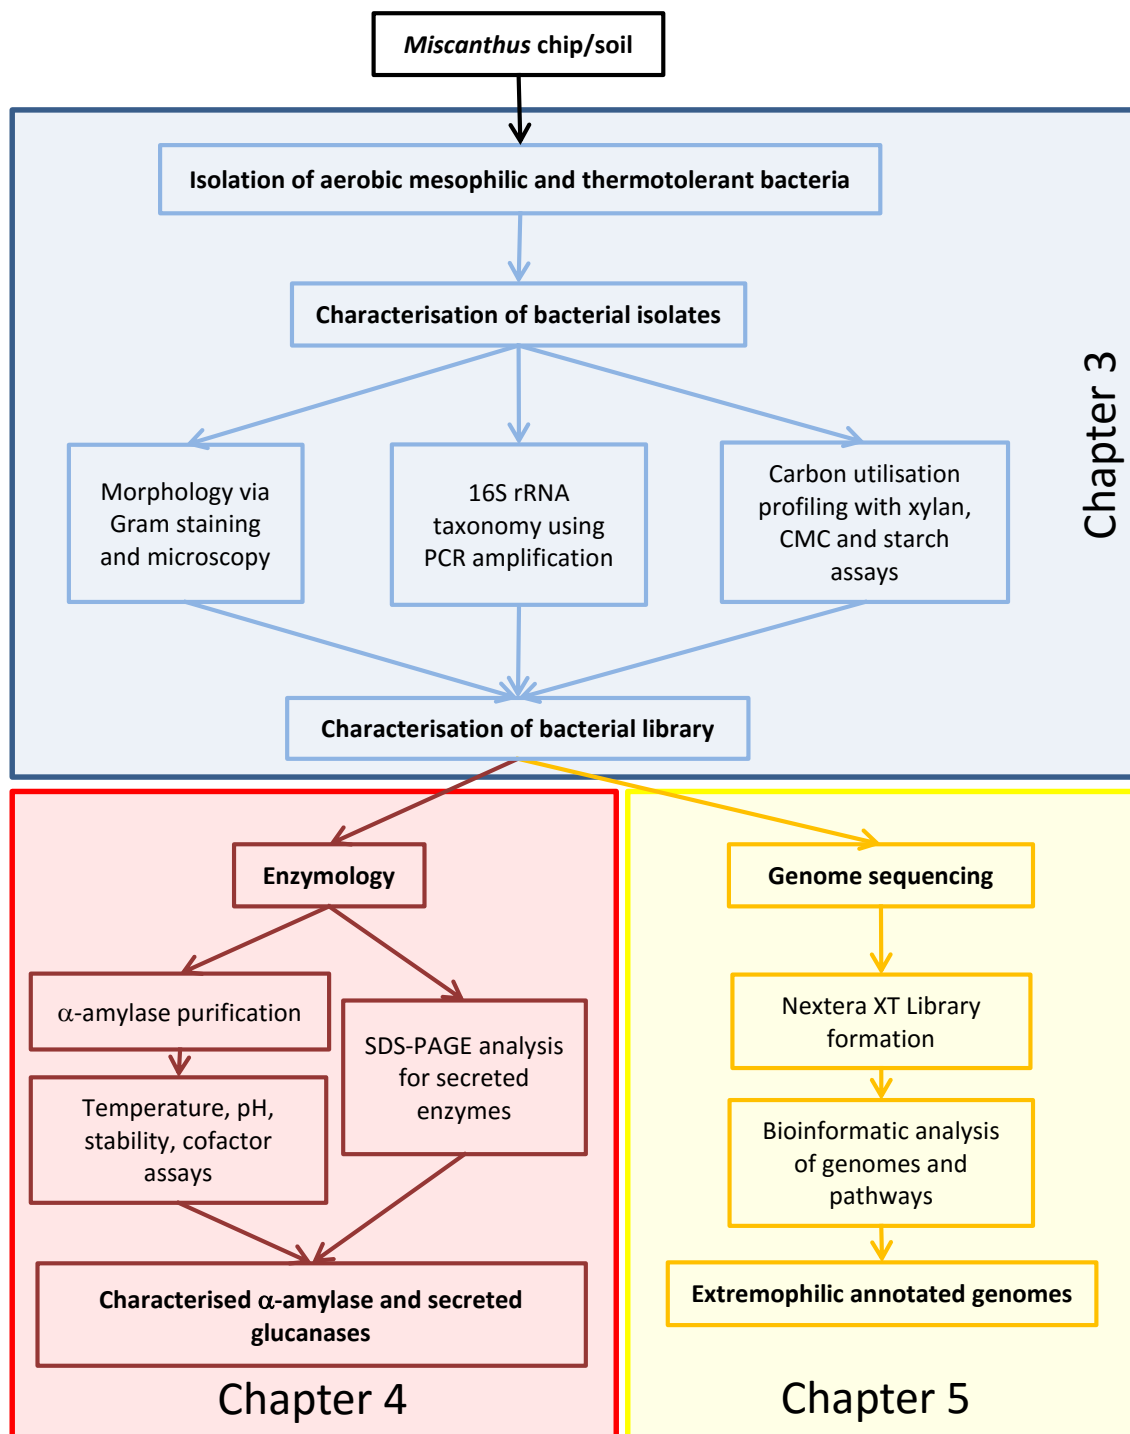 Miscanthus chip/soil
Isolation of aerobic mesophilic and thermotolerant bacteria
Characterisation of bacterial isolates
Morphology via
Gram staining
and microscopy
16S rRNA
taxonomy using
PCR amplification
Carbon utilisation
profiling with xylan,
CMC and starch
assays
Characterisation of bacterial library
Chapter 3
Enzymology
α-amylase purification
Temperature, pH,
stability, cofactor
assays
SDS-PAGE analysis
for secreted
enzymes
Characterised α-amylase and secreted
glucanases
Chapter 4
Genome sequencing
Nextera XT Library
formation
Bioinformatic analysis
of genomes and
pathways
Extremophilic annotated genomes
Chapter 5